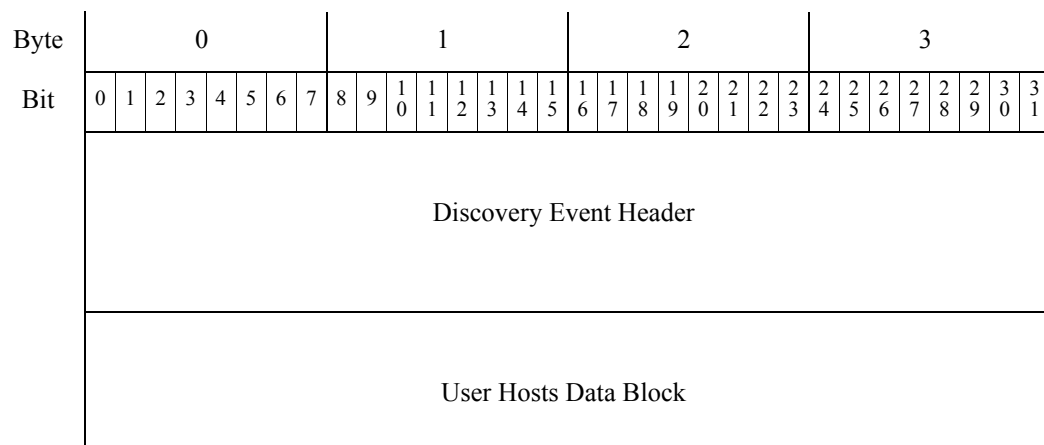 Byte 0 1 2 3
Bit 0 1 2 3 4 5 6 7 8 9 10 11 12 13 14 15 16 17 18 19 20 21 22 23 24 25 26 27 28 29 30 31
Discovery Event Header
User Hosts Data Block